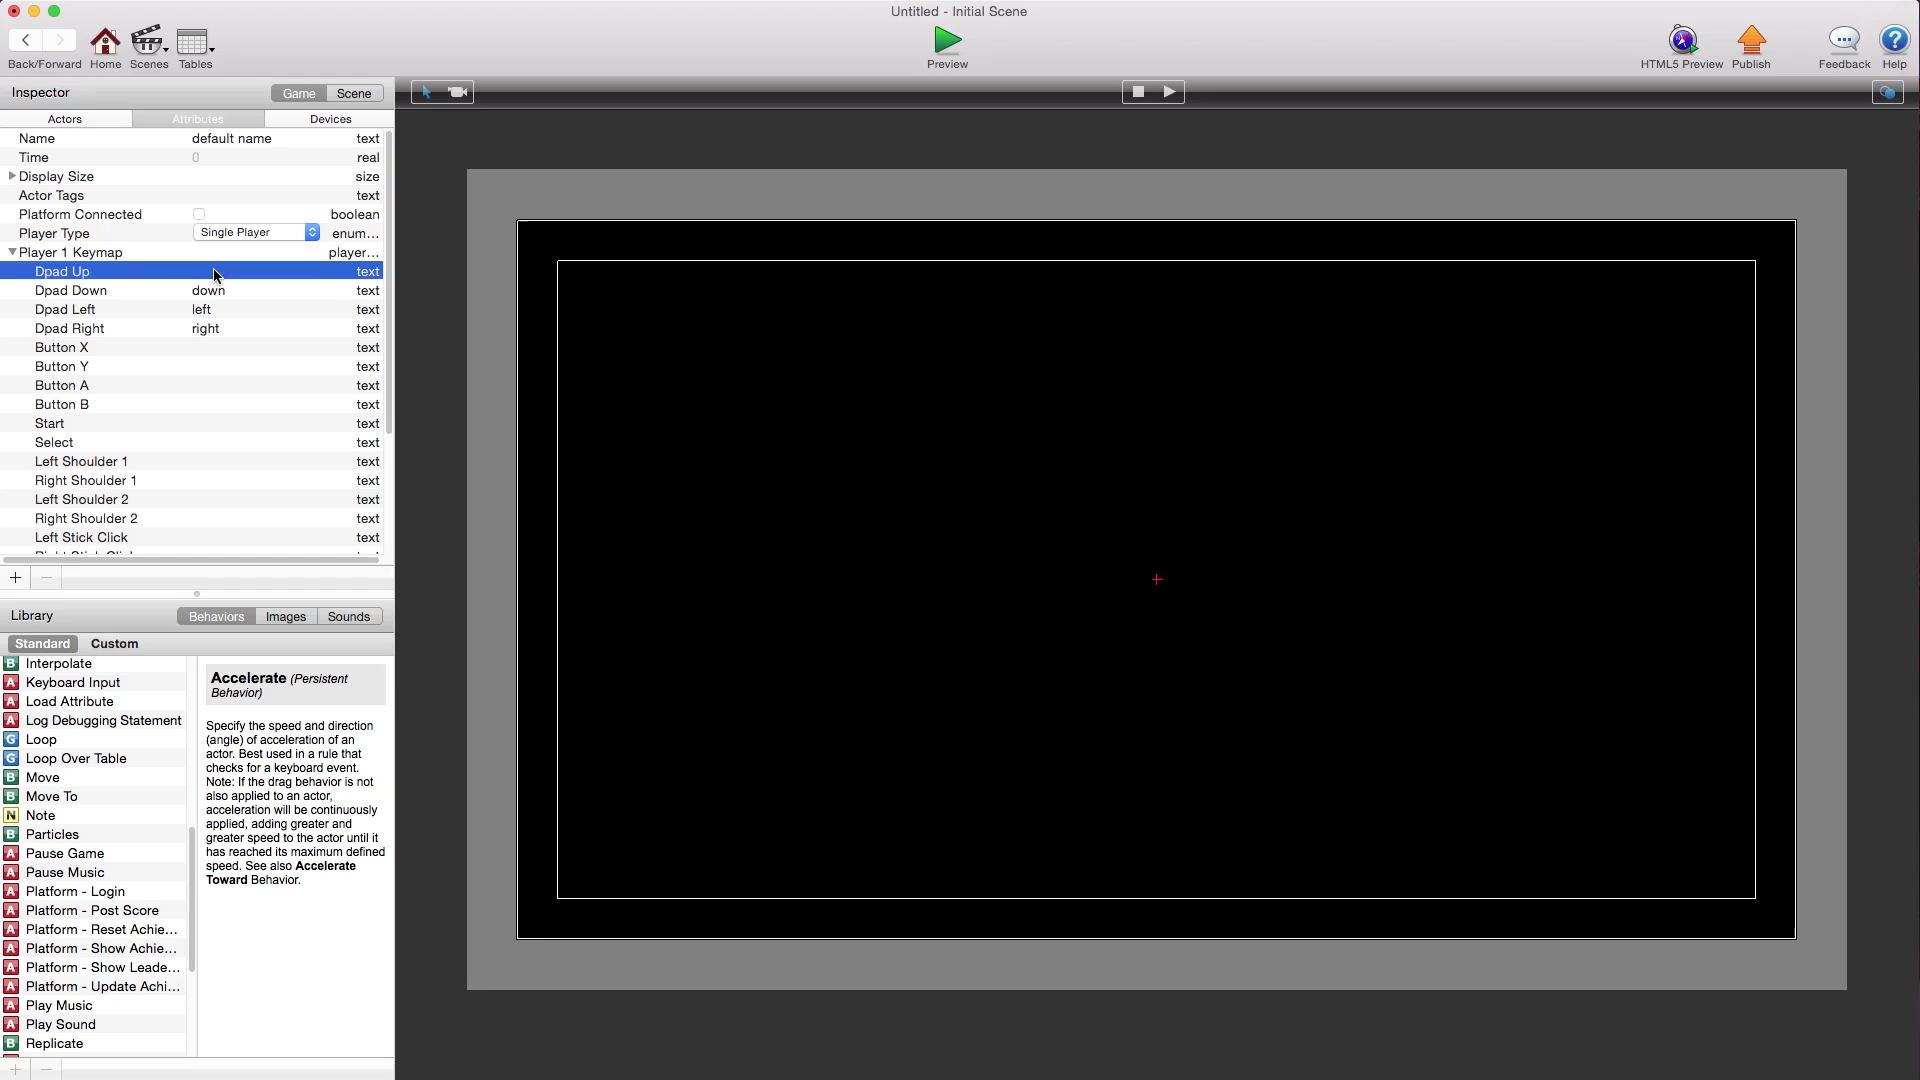 Untitled - Initial Scene
Back/Forward
Home
Scenes
Tables
Preview
HTML5 Preview
Publish
Feedback
Help
Inspector
Game
Scene
Actors
Attributes
Devices
Name default name text
Time 0 real
Display Size size
Actor Tags text
Platform Connected boolean
Player Type Single Player enum...
Player 1 Keymap player...
Dpad Up text
Dpad Down down text
Dpad Left left text
Dpad Right right text
Button X text
Button Y text
Button A text
Button B text
Start text
Select text
Left Shoulder 1 text
Right Shoulder 1 text
Left Shoulder 2 text
Right Shoulder 2 text
Left Stick Click text
Library
Behaviors
Images
Sounds
Standard
Custom
B Interpolate
A Keyboard Input
A Load Attribute
A Log Debugging Statement
G Loop
G Loop Over Table
B Move
B Move To
N Note
B Particles
A Pause Game
A Pause Music
A Platform - Login
A Platform - Post Score
A Platform - Reset Achie...
A Platform - Show Achie...
A Platform - Show Leade...
A Platform - Update Achi...
A Play Music
A Play Sound
B Replicate
Accelerate (Persistent
Behavior)
Specify the speed and direction
(angle) of acceleration of an
actor. Best used in a rule that
checks for a keyboard event.
Note: If the drag behavior is not
also applied to an actor,
acceleration will be continuously
applied, adding greater and
greater speed to the actor until it
has reached its maximum defined
speed. See also Accelerate
Toward Behavior.